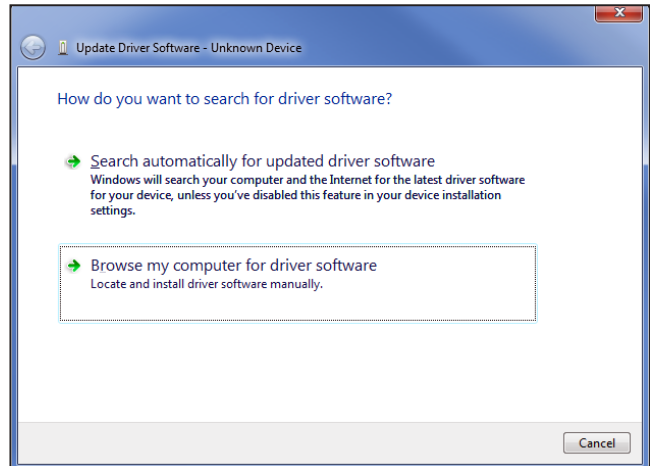 Update Driver Software - Unknown Device
How do you want to search for driver software?
Search automatically for updated driver software
Windows will search your computer and the Internet for the latest driver software
for your device, unless you've disabled this feature in your device installation
settings.
Browse my computer for driver software
Locate and install driver software manually.
Cancel